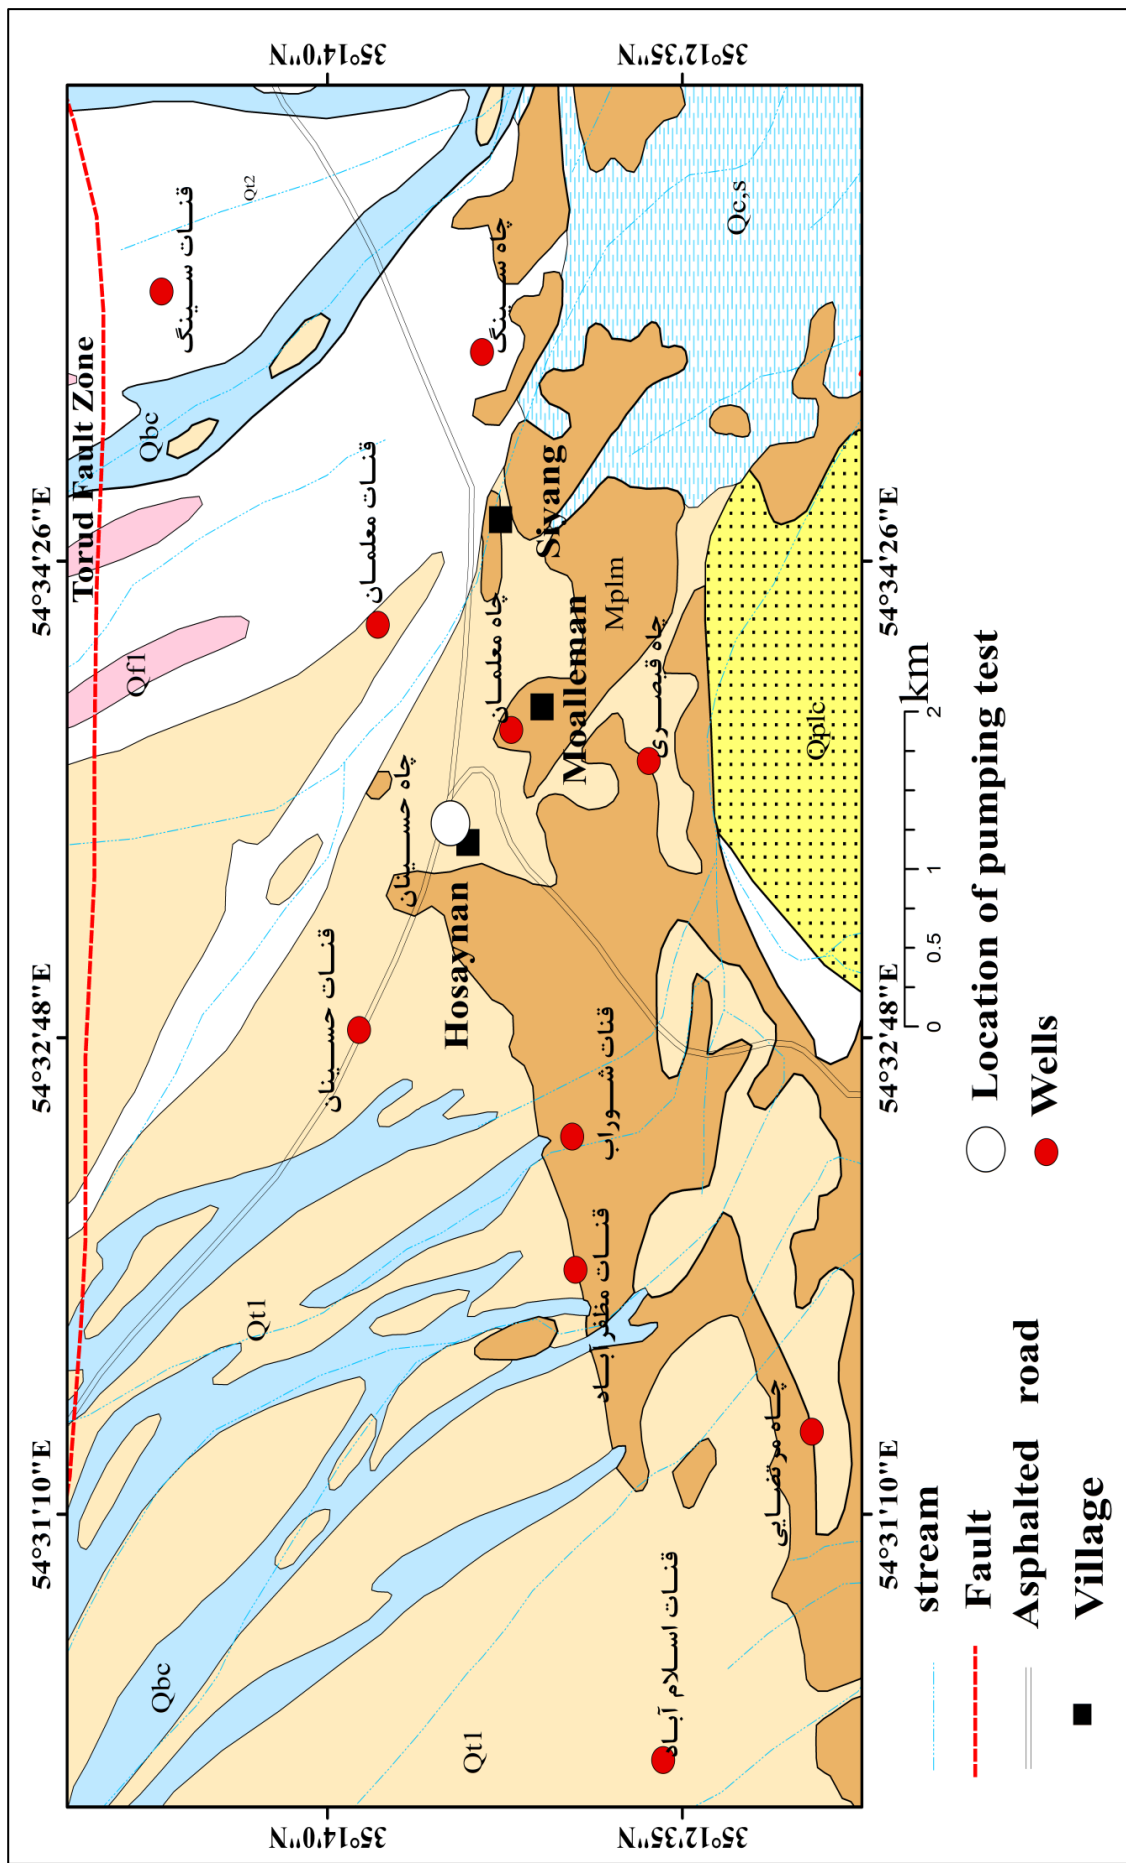 54°31'10"E
54°32'48"E
54°34'26"E
35°14'0"N
35°14'0"N
35°12'35"N
35°12'35"N
Torud Fault Zone
Qbc
Qf1
Qbc
Qt2
قنات سینگ
Qt1
قنات حسینان
قنات معلمان
چاه حسینان
Hosaynan
Qt1
چاه معلمان
Siyang
چاه سینگ
Moalleman
قنات مظفر آباد
قنات شوراب
Mplm
قنات اسلام آباد
چاه قیصری
Qc,s
چاه مرتضایی
Qplc
54°31'10"E
54°32'48"E
54°34'26"E
0 0.5 1 2
km
stream
Fault
Asphalted road
Village
Location of pumping test
Wells